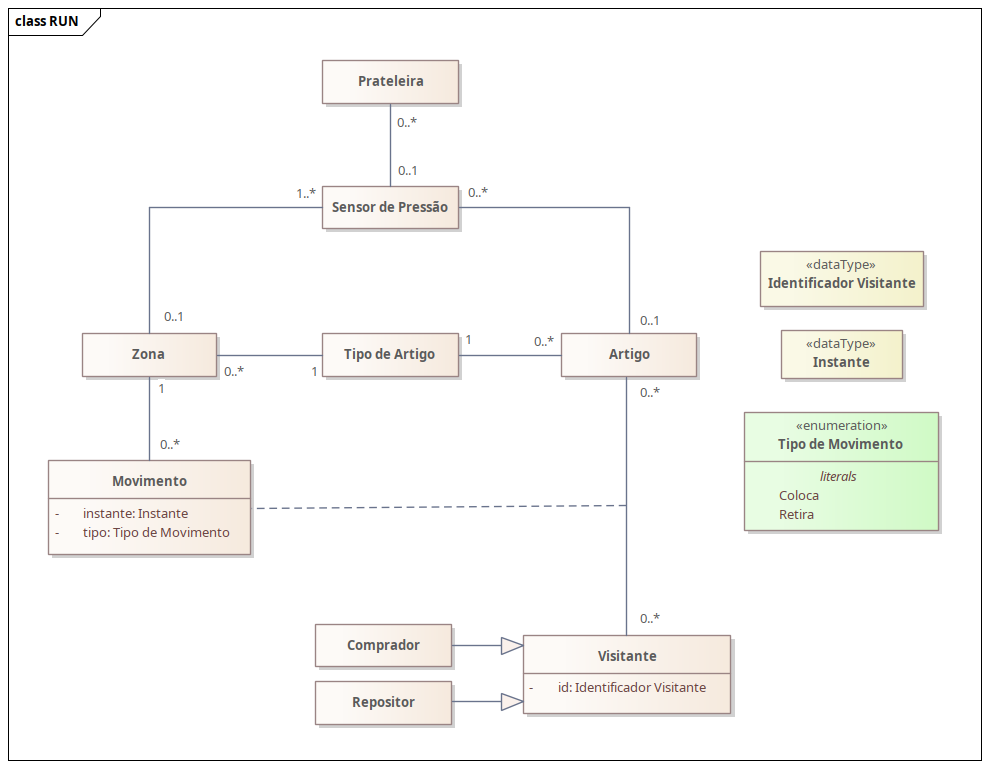 class RUN
Prateleira
0..*
0..1
1..*
Sensor de Pressão
0..*
0..1
0..1
Zona
Tipo de Artigo
Artigo
0..*
1
1
0..*
1
0..*
0..*
Movimento
- instante: Instante
- tipo: Tipo de Movimento
«dataType»
Identificador Visitante
«dataType»
Instante
«enumeration»
Tipo de Movimento
literals
Coloca
Retira
0..*
Comprador
Repositor
Visitante
- id: Identificador Visitante